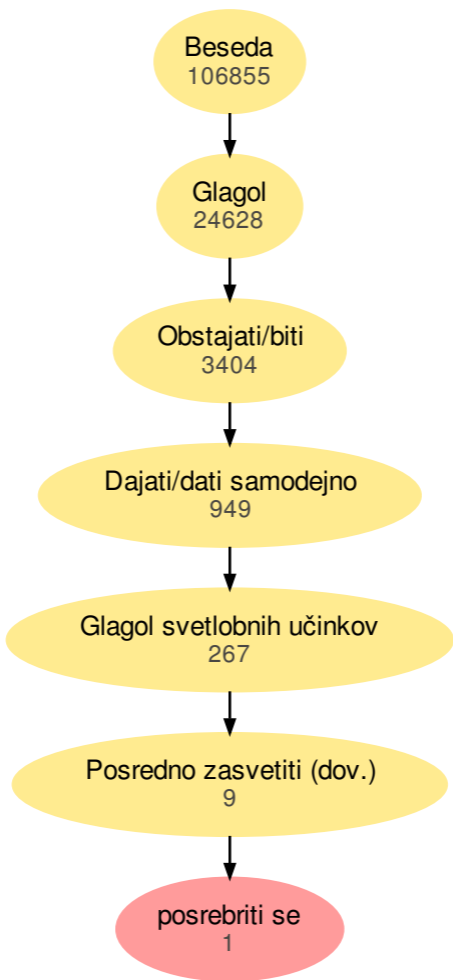 Beseda
106855
Glagol
24628
Obstajati/biti
3404
Dajati/dati samodejno
949
Glagol svetlobnih učinkov
267
Posredno zasvetiti (dov.)
9
posrebriti se
1